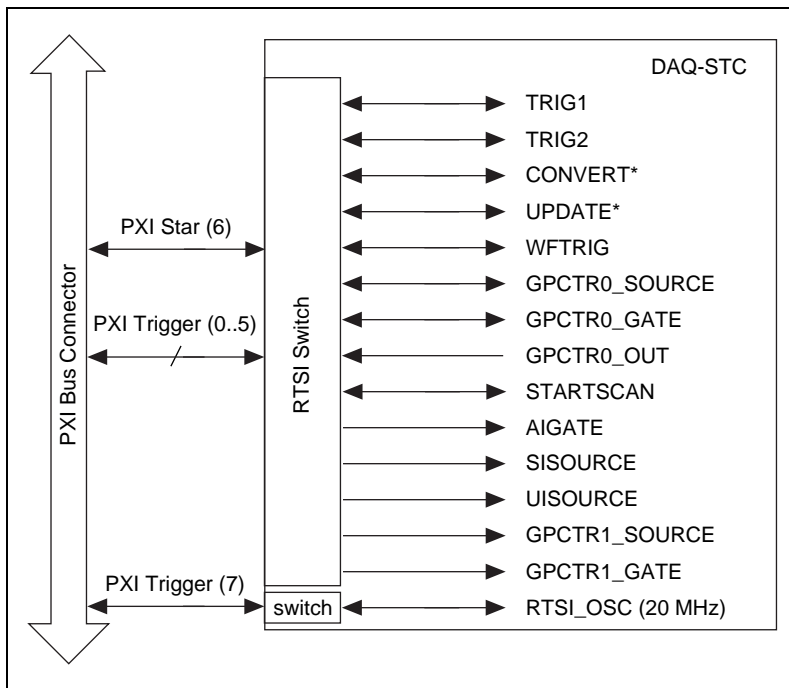 DAQ-STC
TRIG1
TRIG2
CONVERT*
UPDATE*
WFTRIG
GPCTR0_SOURCE
GPCTR0_GATE
GPCTR0_OUT
STARTSCAN
AIGATE
SISOURCE
UISOURCE
GPCTR1_SOURCE
GPCTR1_GATE
RTSI_OSC (20 MHz)
PXI Star (6)
PXI Trigger (0..5)
PXI Trigger (7)
PXI Bus Connector
RTSI Switch
switch